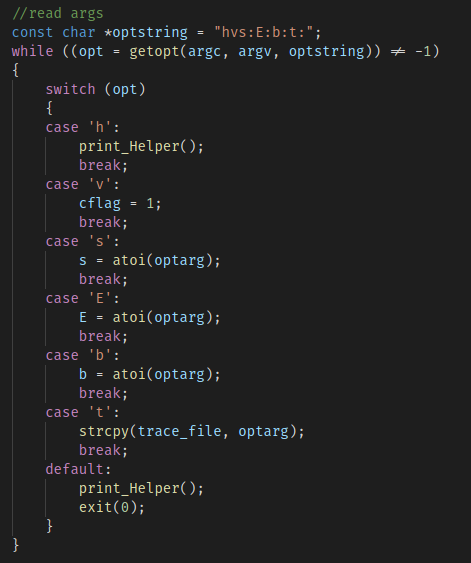 //read args
const char *optstring = "hvs:E:b:t:";
while ((opt = getopt(argc, argv, optstring)) ≠ -1)
{
    switch (opt)
    {
    case 'h':
        print_Helper();
        break;
    case 'v':
        cflag = 1;
        break;
    case 's':
        s = atoi(optarg);
        break;
    case 'E':
        E = atoi(optarg);
        break;
    case 'b':
        b = atoi(optarg);
        break;
    case 't':
        strcpy(trace_file, optarg);
        break;
    default:
        print_Helper();
        exit(0);
    }
}